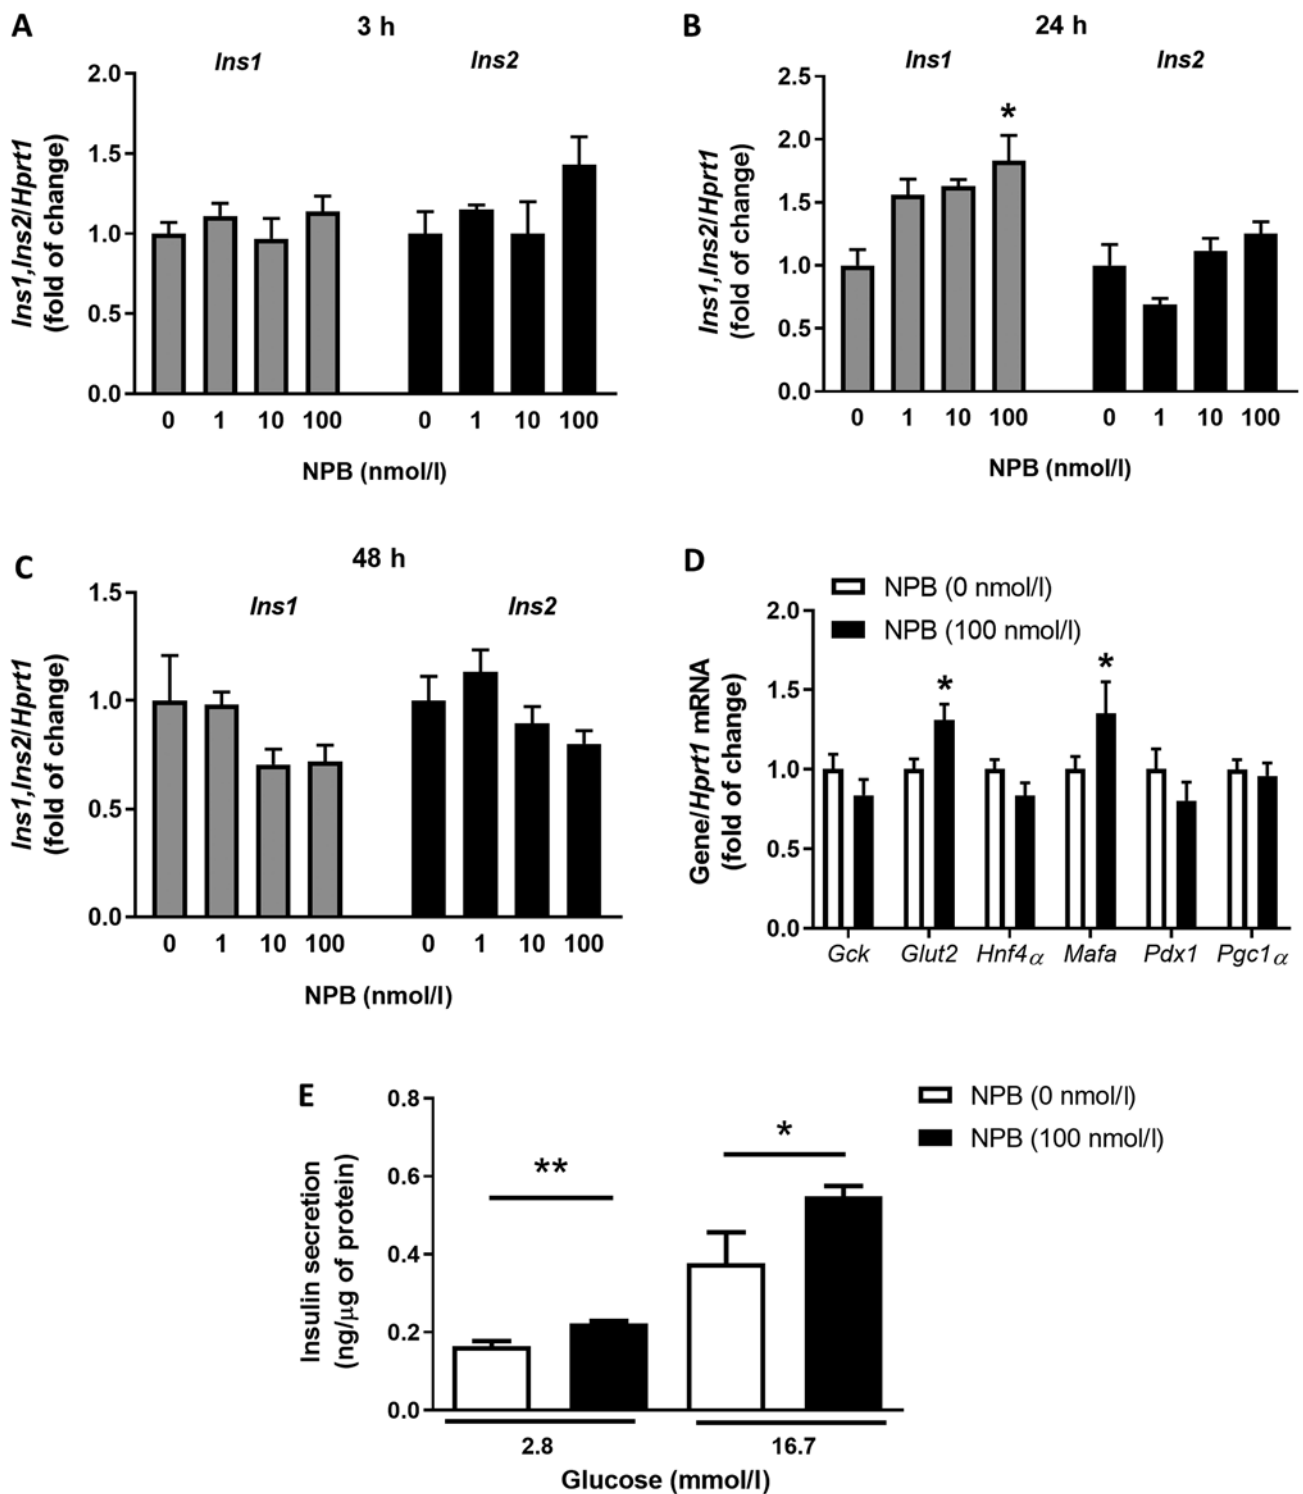 A
3 h
Ins1
Ins2
Ins1,Ins2/Hprt1
(fold of change)
2.0
1.5
1.0
0.5
0.0
0 1 10 100 0 1 10 100
NPB (nmol/l)
B
24 h
Ins1
Ins2
*
Ins1,Ins2/Hprt1
(fold of change)
2.5
2.0
1.5
1.0
0.5
0.0
0 1 10 100 0 1 10 100
NPB (nmol/l)
C
48 h
Ins1
Ins2
Ins1,Ins2/Hprt1
(fold of change)
1.5
1.0
0.5
0.0
0 1 10 100 0 1 10 100
NPB (nmol/l)
D
NPB (0 nmol/l)
NPB (100 nmol/l)
* *
Gene/Hprt1 mRNA
(fold of change)
2.0
1.5
1.0
0.5
0.0
Gck Glut2 Hnf4α Mafa Pdx1 Pgc1α
E
NPB (0 nmol/l)
NPB (100 nmol/l)
** *
Insulin secretion
(ng/μg of protein)
0.8
0.6
0.4
0.2
0.0
2.8 16.7
Glucose (mmol/l)